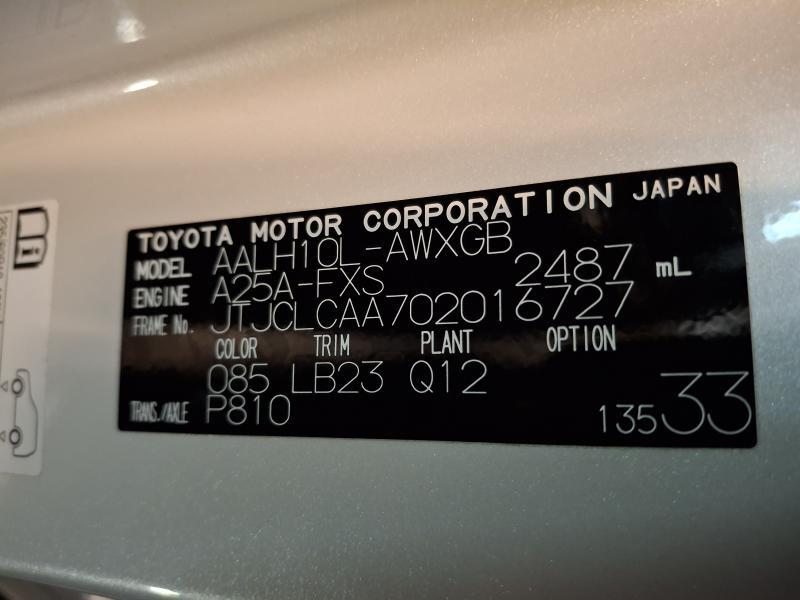 TOYOTA MOTOR CORPORATION JAPAN
MODEL AALH10L-AWXGB
ENGINE A25A-FXS 2487 mL
FRAME No. JTJCLCAA702016727
COLOR TRIM PLANT OPTION
085 LB23 Q12
TRANS./AXLE P810
13533